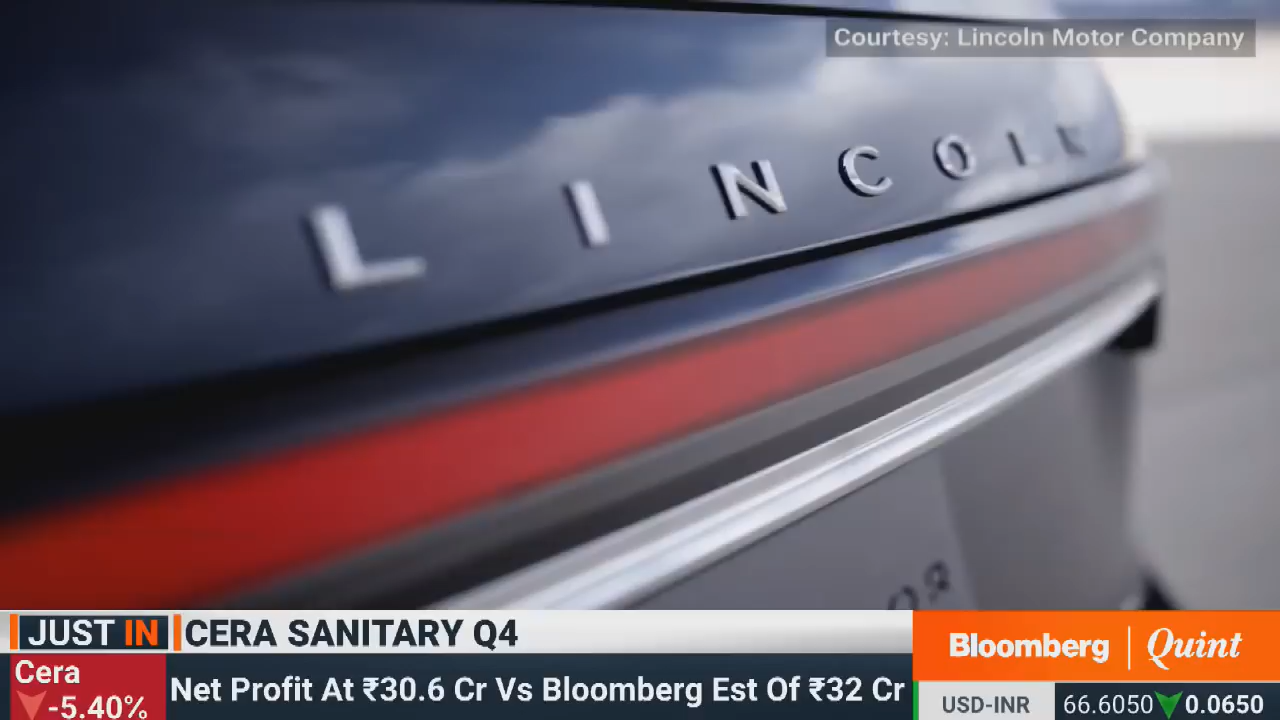 Courtesy: Lincoln Motor Company
LINCOLN
JUST IN
CERA SANITARY Q4
Bloomberg | Quint
Cera
-5.40%
Net Profit At ₹30.6 Cr Vs Bloomberg Est Of ₹32 Cr
USD-INR
66.6050 0.0650